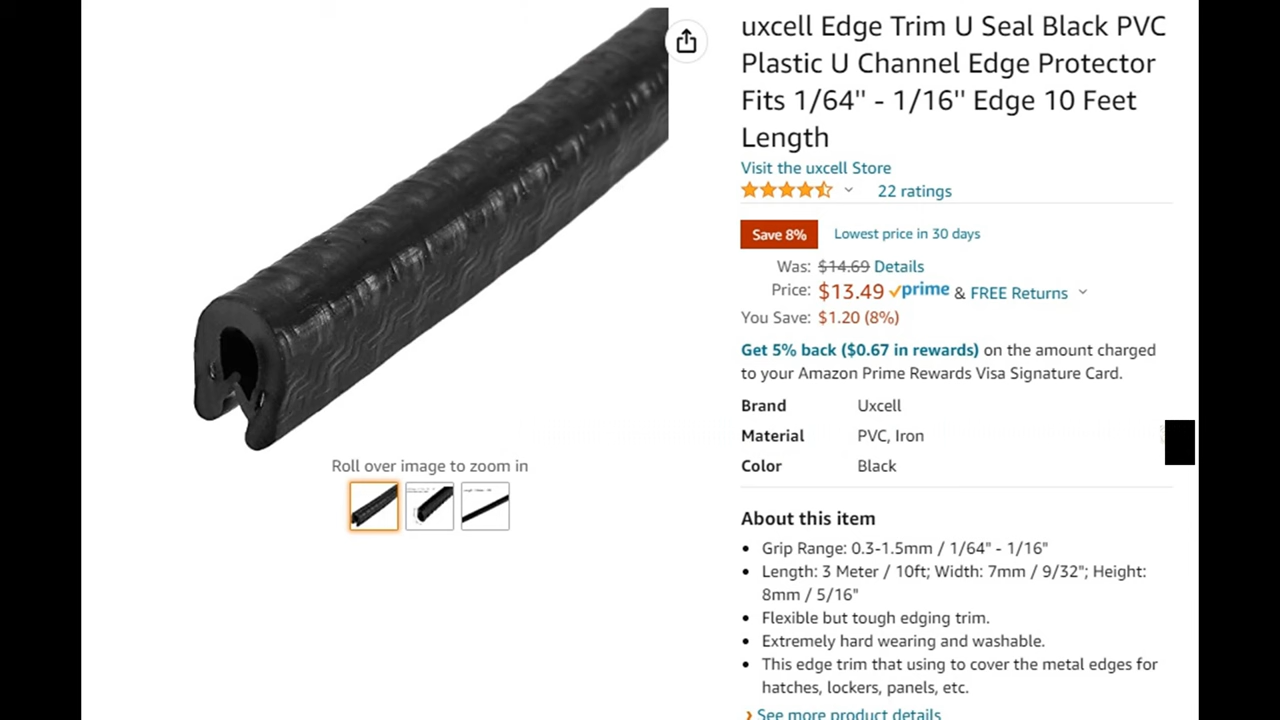 uxcell Edge Trim U Seal Black PVC
Plastic U Channel Edge Protector
Fits 1/64'' - 1/16'' Edge 10 Feet
Length
Visit the uxcell Store
22 ratings
Save 8%
Lowest price in 30 days
Was: $14.69 Details
Price: $13.49 prime & FREE Returns
You Save: $1.20 (8%)
Get 5% back ($0.67 in rewards) on the amount charged
to your Amazon Prime Rewards Visa Signature Card.
Brand Uxcell
Material PVC, Iron
Color Black
Roll over image to zoom in
About this item
• Grip Range: 0.3-1.5mm / 1/64" - 1/16"
• Length: 3 Meter / 10ft; Width: 7mm / 9/32"; Height:
8mm / 5/16"
• Flexible but tough edging trim.
• Extremely hard wearing and washable.
• This edge trim that using to cover the metal edges for
hatches, lockers, panels, etc.
› See more product details